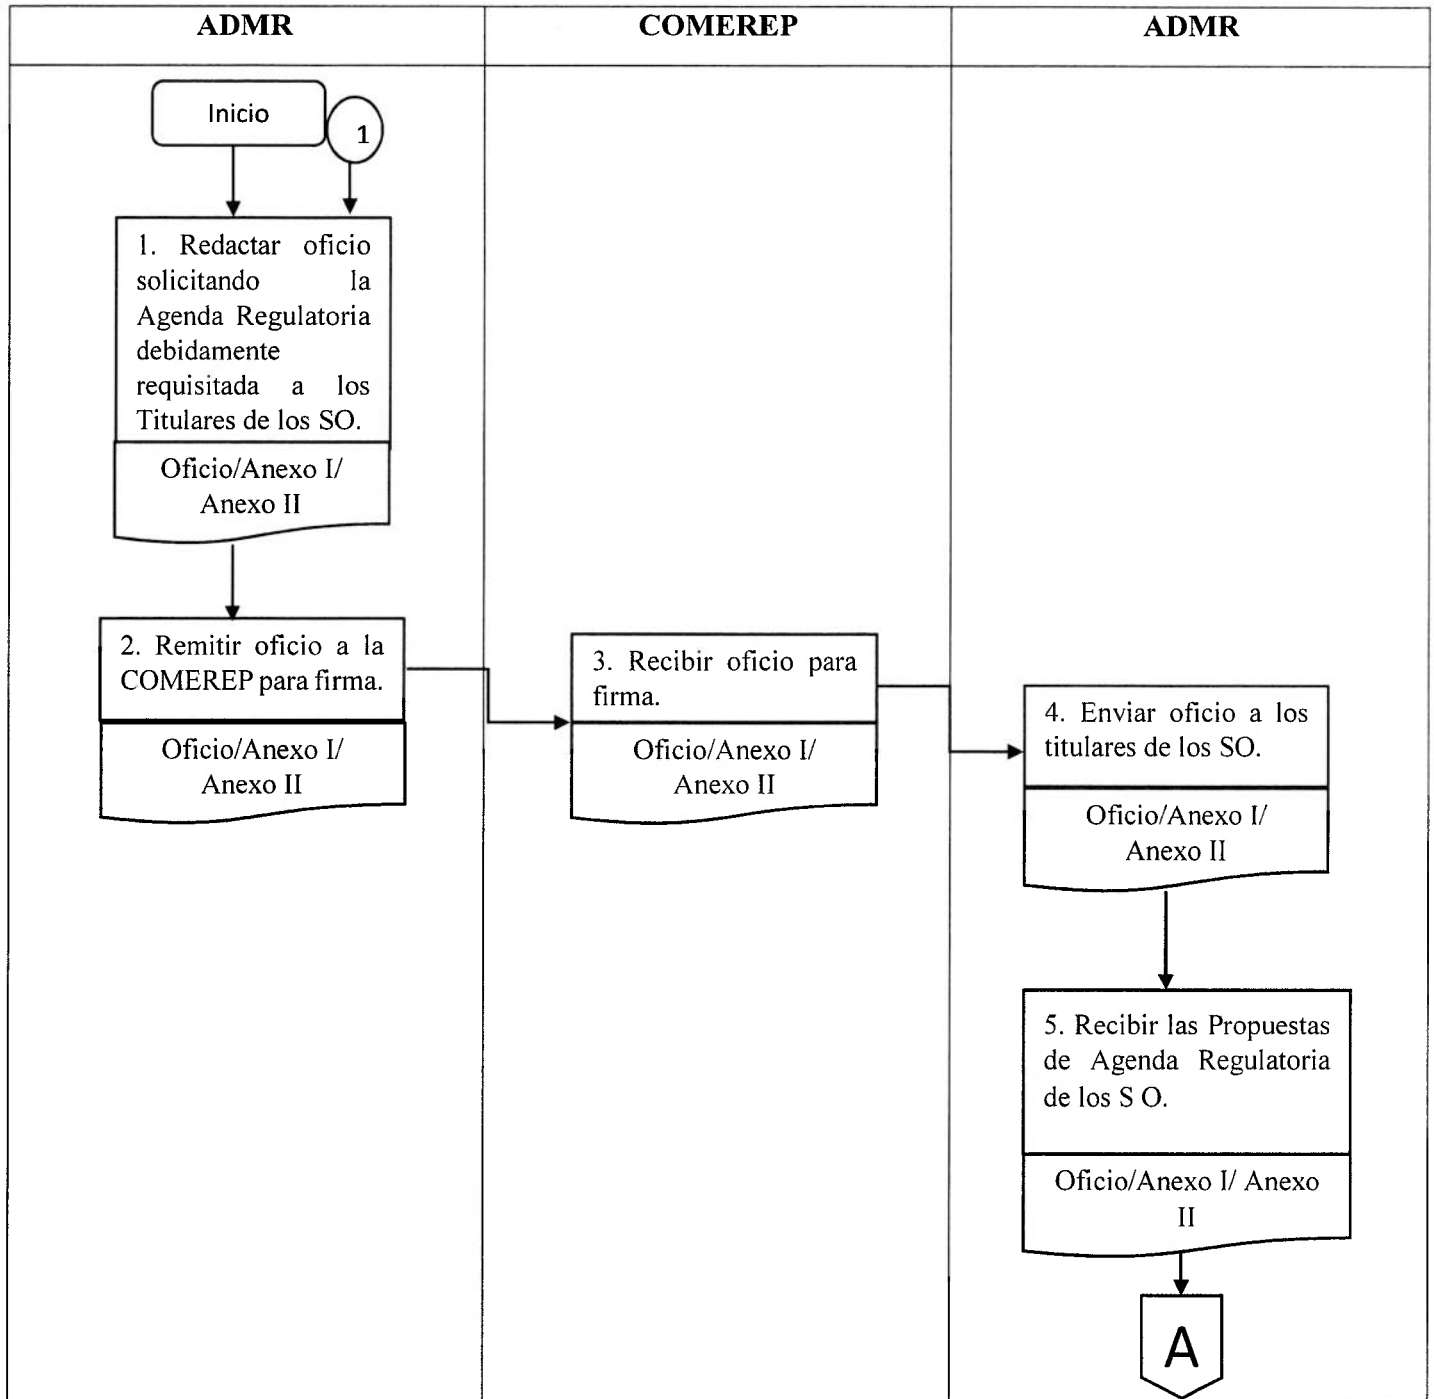 ADMR
COMEREP
ADMR
Inicio
1
1. Redactar oficio
solicitando la
Agenda Regulatoria
debidamente
requisitada a los
Titulares de los SO.
Oficio/Anexo I/
Anexo II
2. Remitir oficio a la
COMEREP para firma.
Oficio/Anexo I/
Anexo II
3. Recibir oficio para
firma.
Oficio/Anexo I/
Anexo II
4. Enviar oficio a los
titulares de los SO.
Oficio/Anexo I/
Anexo II
5. Recibir las Propuestas
de Agenda Regulatoria
de los S O.
Oficio/Anexo I/ Anexo
II
A